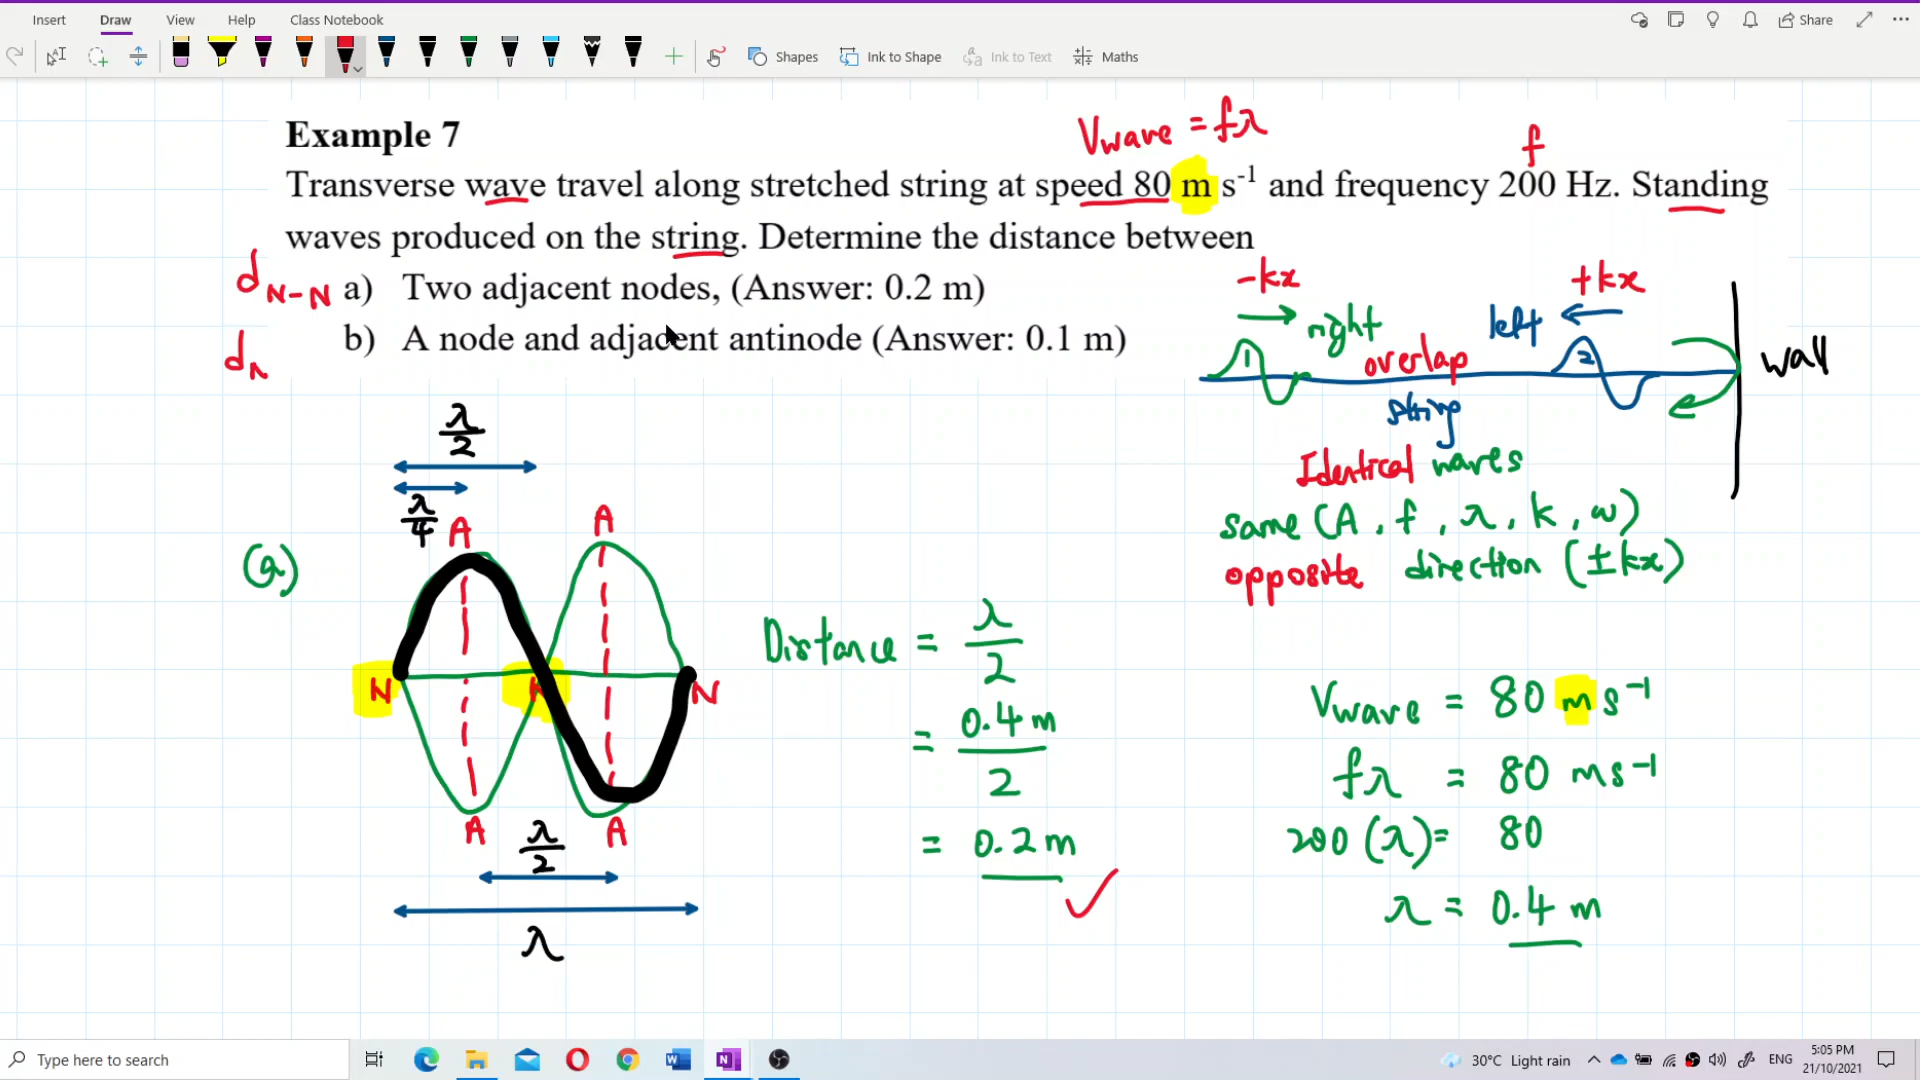 Insert Draw View Help Class Notebook Share
Shapes Ink to Shape Ink to Text Maths
Example 7
Vwave = fλ
f
Transverse wave travel along stretched string at speed 80 m s-1 and frequency 200 Hz. Standing
waves produced on the string. Determine the distance between
dN-N a) Two adjacent nodes, (Answer: 0.2 m)
dN b) A node and adjacent antinode (Answer: 0.1 m)
-kx +kx
right left
1 overlap 2 wall
string
Identical waves
same (A, f, λ, k, ω)
opposite direction (±kx)
λ/2
λ/4
A A
(a)
N N N
A A
λ/2
λ
Distance = λ/2
= 0.4 m/2
= 0.2 m
Vwave = 80 m s-1
fλ = 80 ms-1
200 (λ) = 80
λ = 0.4 m
Type here to search
30°C Light rain ENG 5:05 PM
21/10/2021